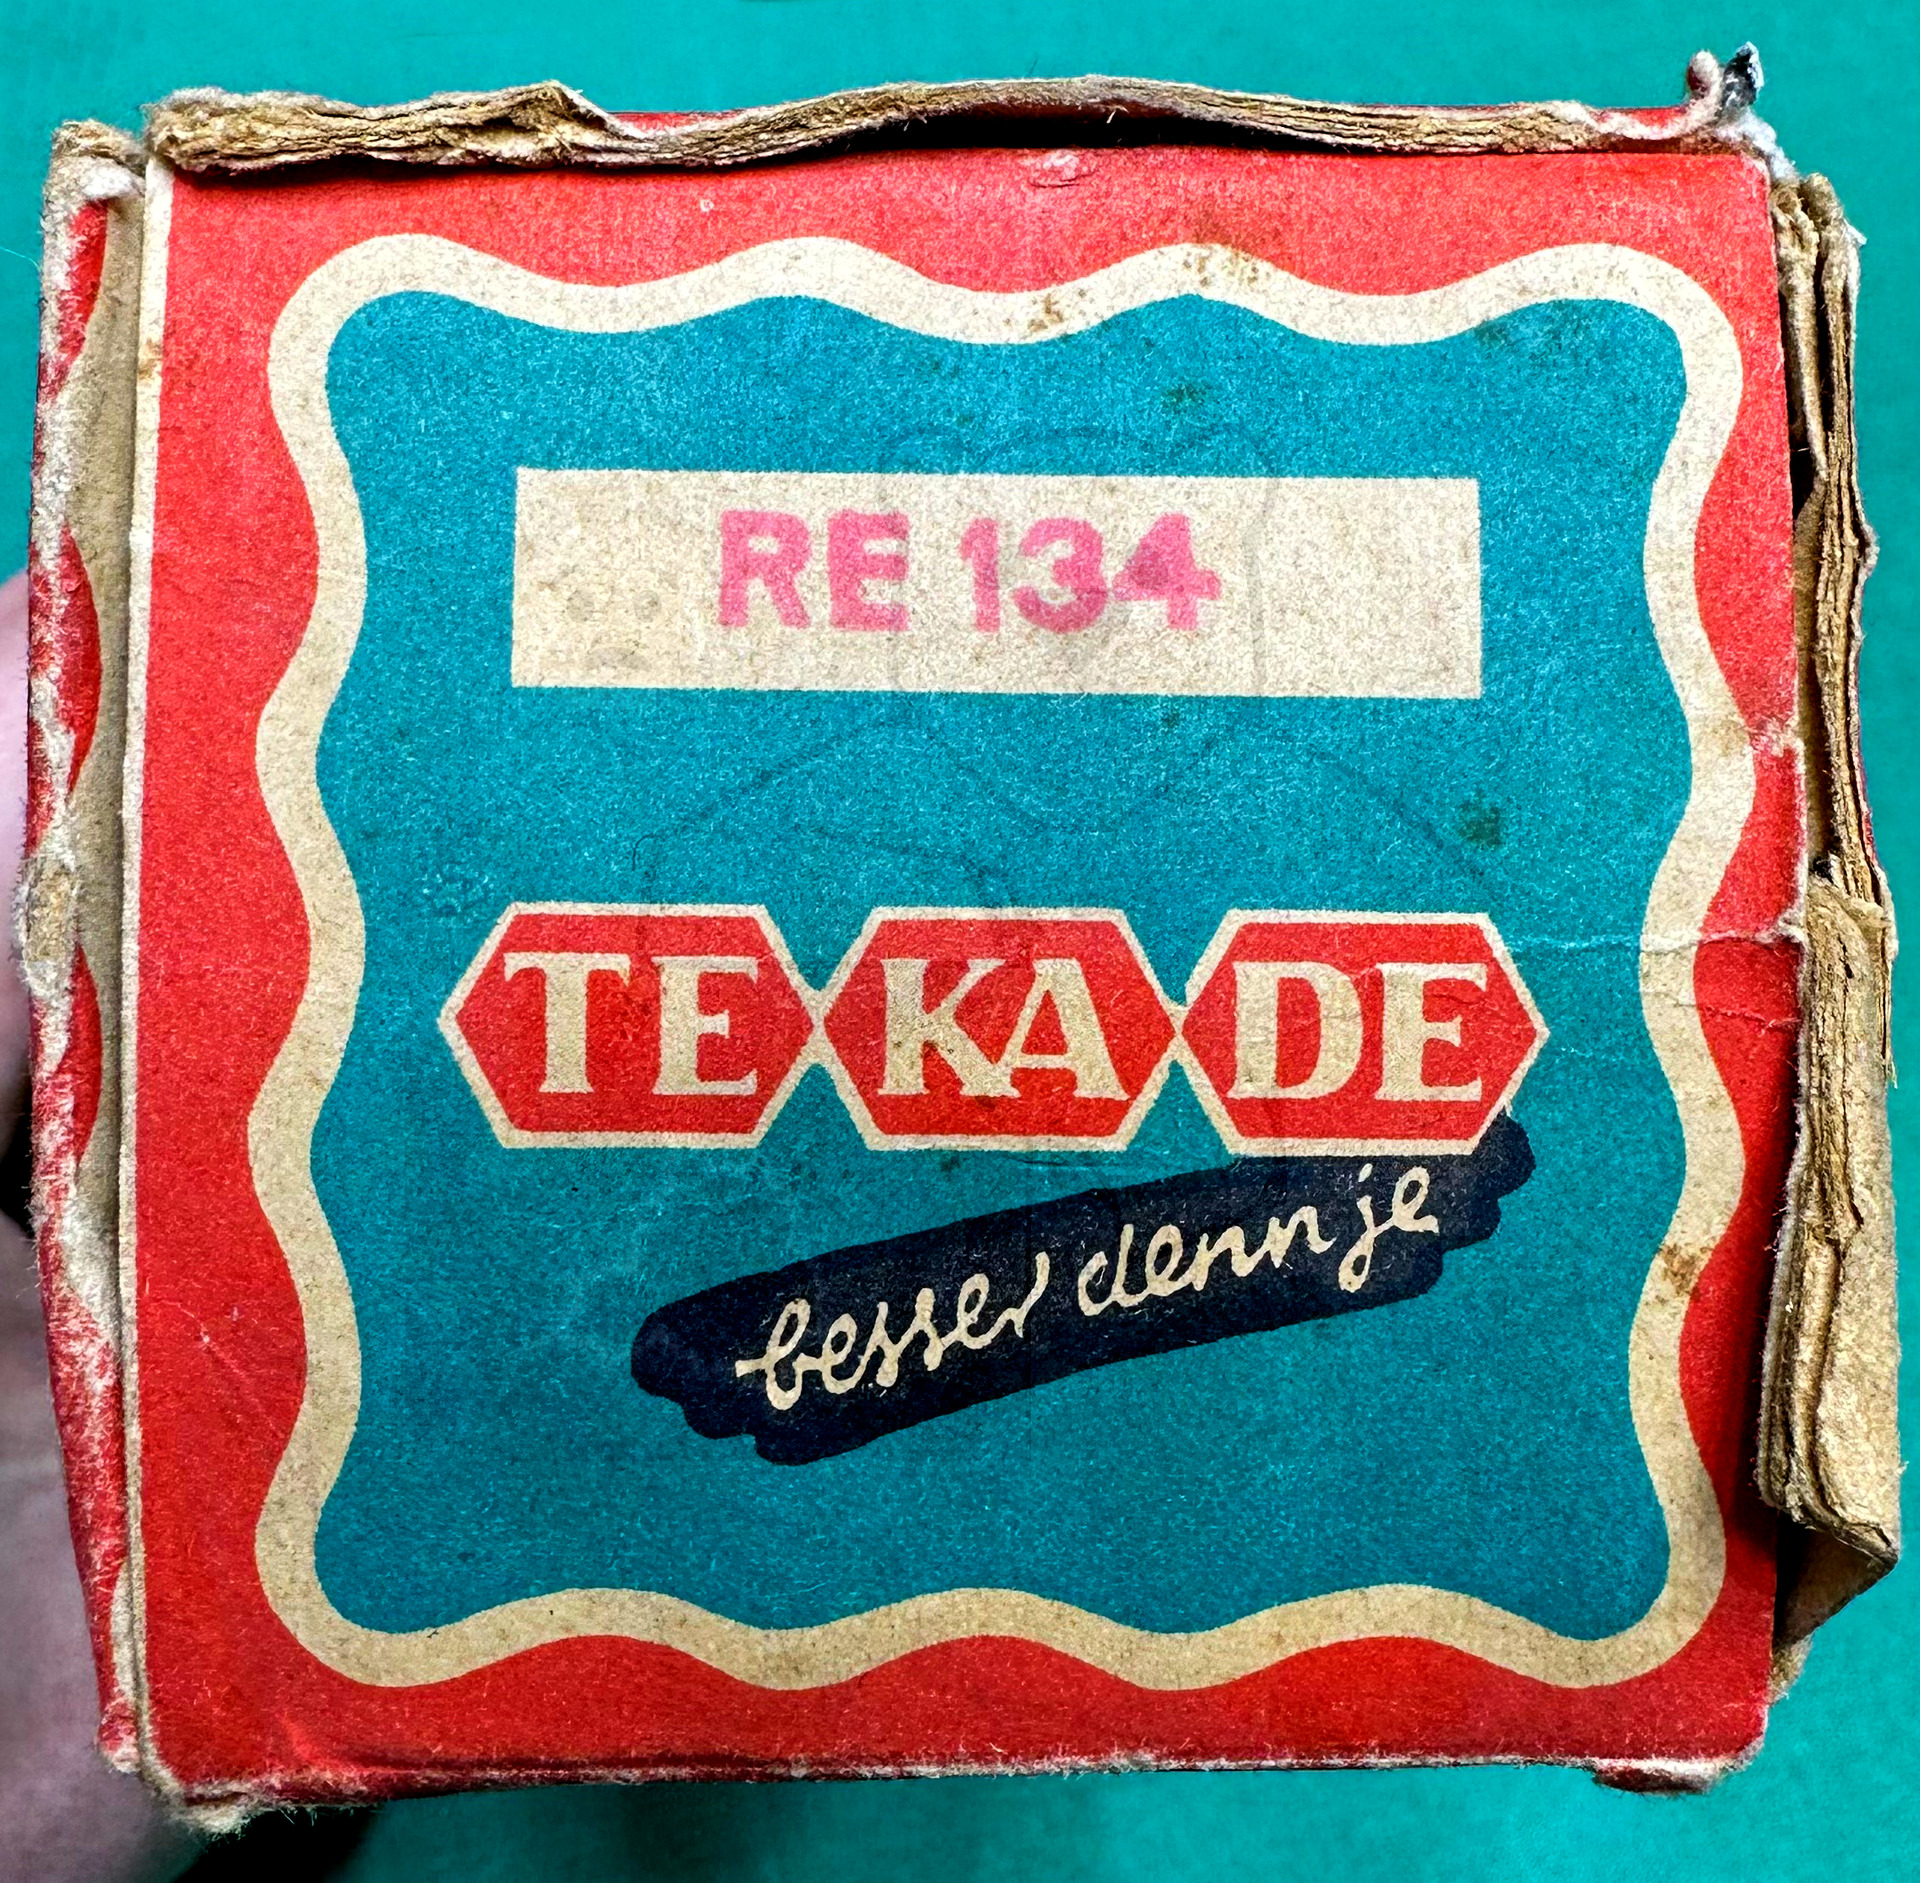 RE 134
TE KA DE
besser denn je